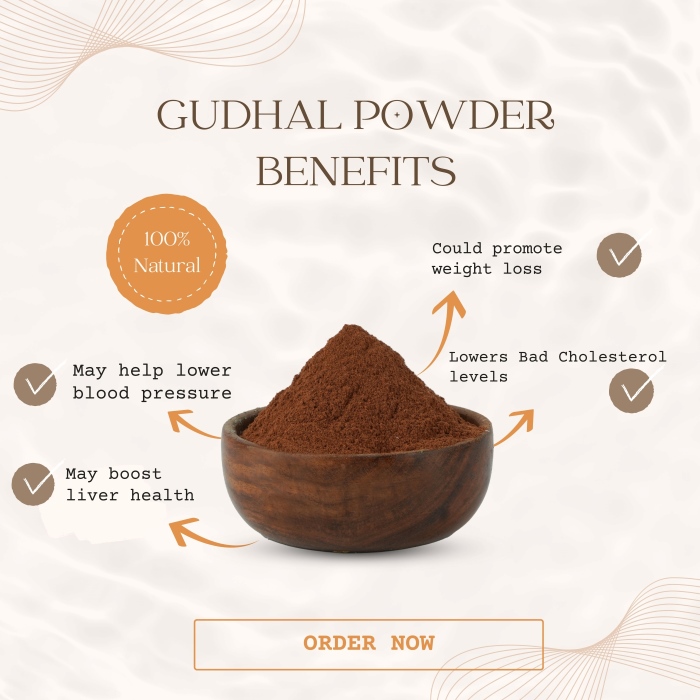 GUDHAL POWDER
BENEFITS
100%
Natural
Could promote
weight loss
Lowers Bad Cholesterol
levels
May help lower
blood pressure
May boost
liver health
ORDER NOW